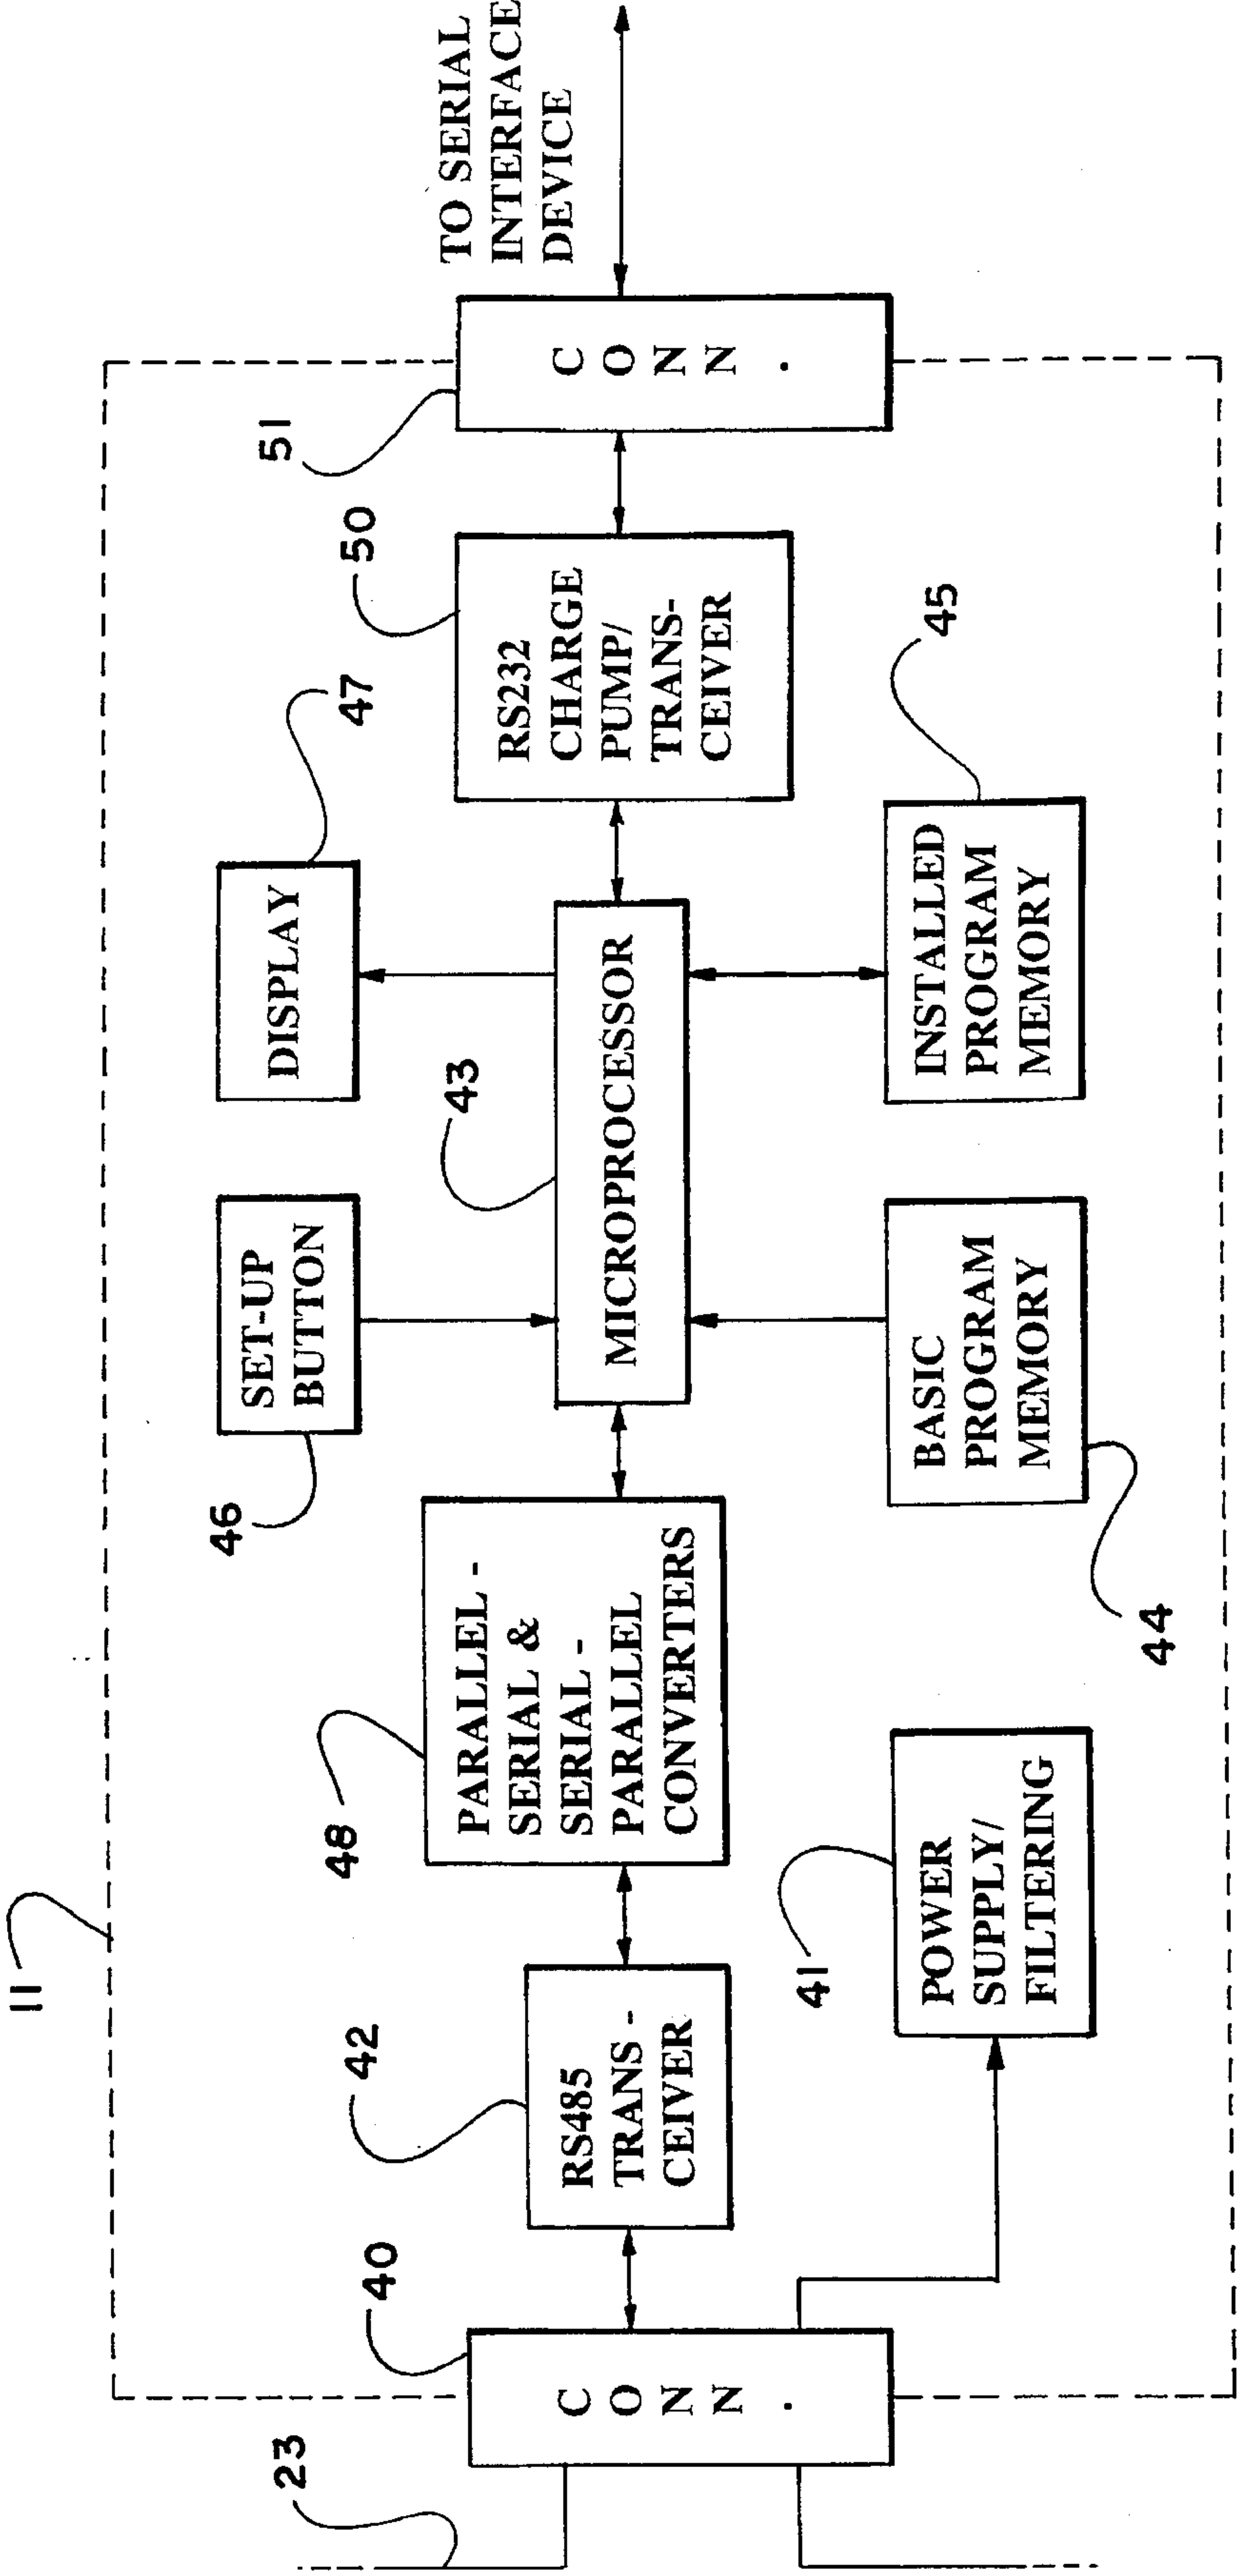 11
TO SERIAL
INTERFACE
DEVICE
46
SET-UP
BUTTON
47
DISPLAY
23
40
C
O
N
N
.
42
RS485
TRANS -
CEIVER
48
PARALLEL -
SERIAL &
SERIAL -
PARALLEL
CONVERTERS
43
MICROPROCESSOR
50
RS232
CHARGE
PUMP/
TRANS-
CEIVER
51
C
O
N
N
.
41
POWER
SUPPLY/
FILTERING
44
BASIC
PROGRAM
MEMORY
45
INSTALLED
PROGRAM
MEMORY